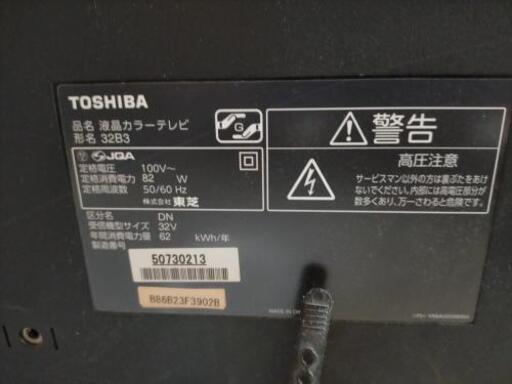 TOSHIBA
品名 液晶カラーテレビ
形名 32B3
G
JQA
定格電圧 100V～
定格消費電力 82 W
定格周波数 50/60 Hz
株式会社 東芝
区分名 DN
受信機型サイズ 32V
年間消費電力量 62 kWh/年
製造番号
50730213
B86B23F3902B
警告
高圧注意
サービスマン以外の方は裏ぶたをあけ
ないでください。内部には高電圧部分が
数多くあり、万一さわると危険です。
MADE IN